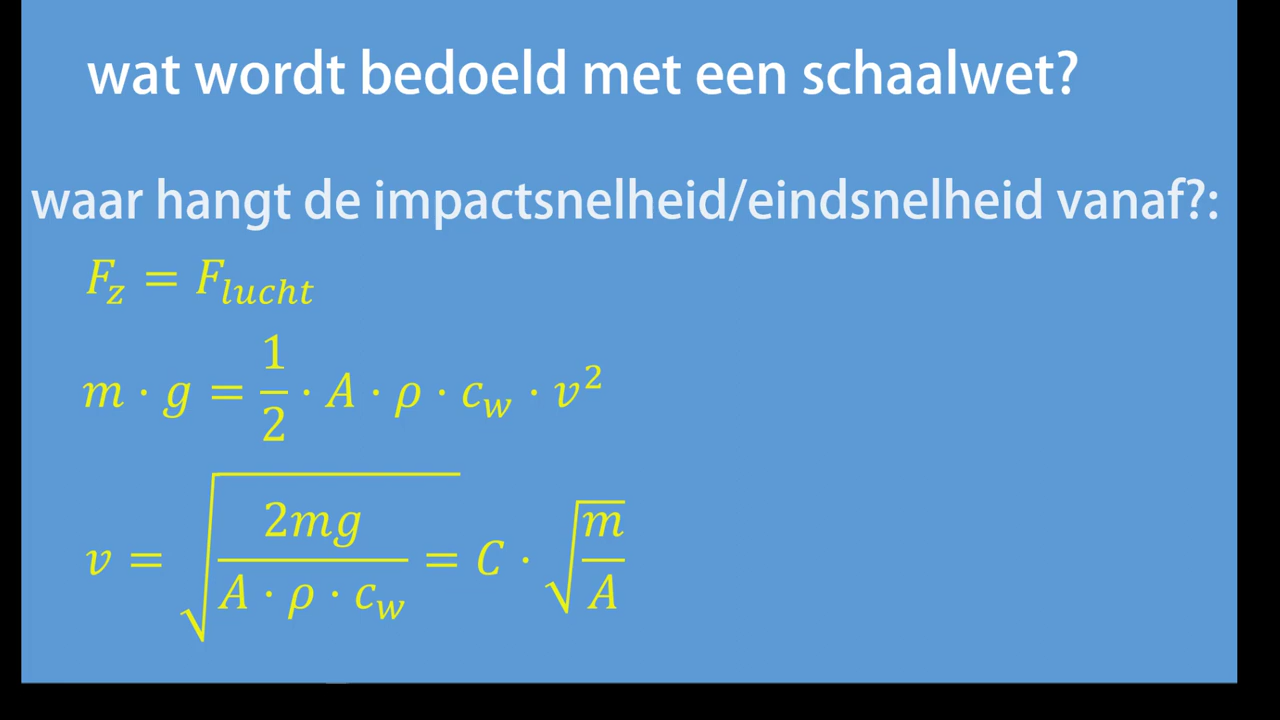 wat wordt bedoeld met een schaalwet?
waar hangt de impactsnelheid/eindsnelheid vanaf?:
F_z = F_lucht
m · g = 1/2 · A · ρ · c_w · v²
v = √(2mg / (A · ρ · c_w)) = C · √(m/A)